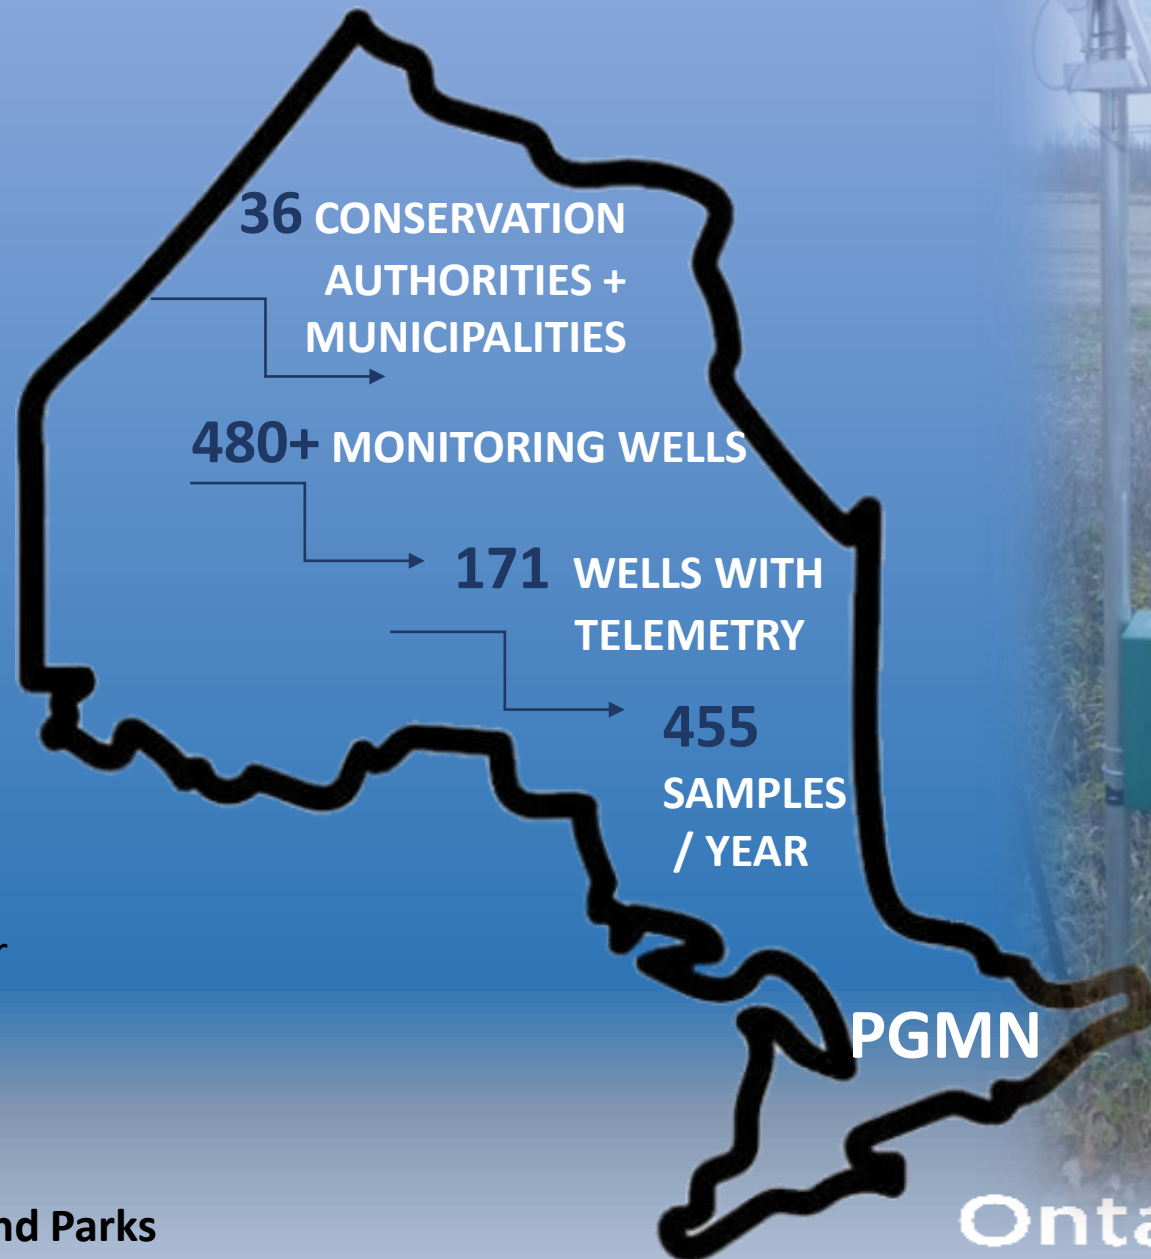 36 CONSERVATION
AUTHORITIES +
MUNICIPALITIES
480+ MONITORING WELLS
171 WELLS WITH
TELEMETRY
455
SAMPLES
/ YEAR
PGMN
nd Parks
Onta